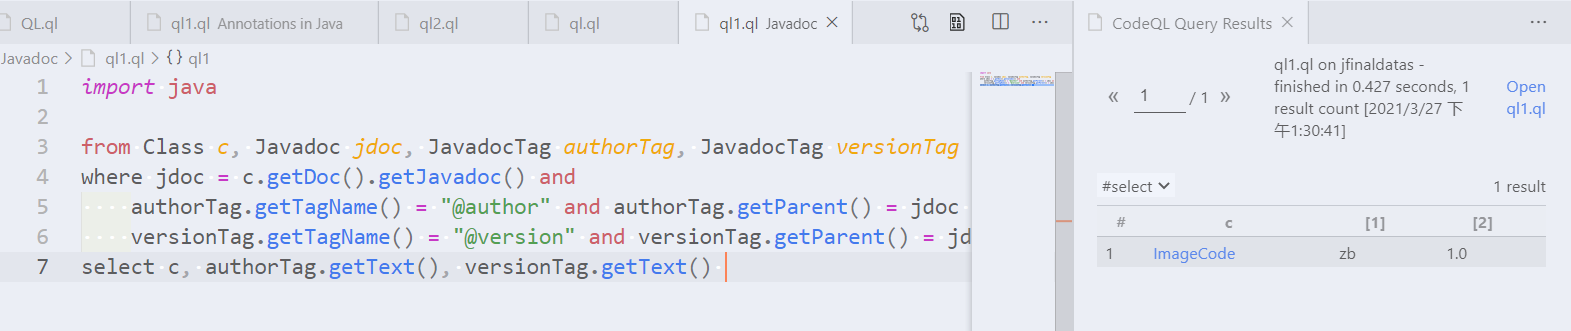 QL.ql ql1.ql Annotations in Java ql2.ql ql.ql ql1.ql Javadoc
Javadoc > ql1.ql > {} ql1
1 import java
2
3 from Class c, Javadoc jdoc, JavadocTag authorTag, JavadocTag versionTag
4 where jdoc = c.getDoc().getJavadoc() and
5 authorTag.getTagName() = "@author" and authorTag.getParent() = jdoc
6 versionTag.getTagName() = "@version" and versionTag.getParent() = jd
7 select c, authorTag.getText(), versionTag.getText()
CodeQL Query Results
« 1 / 1 »
ql1.ql on jfinaldatas -
finished in 0.427 seconds, 1
result count [2021/3/27 下
午1:30:41]
Open
ql1.ql
#select 1 result
# c [1] [2]
1 ImageCode zb 1.0